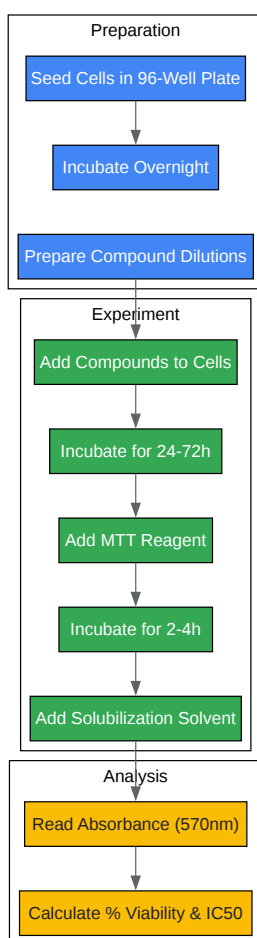 Preparation
Seed Cells in 96-Well Plate
Incubate Overnight
Prepare Compound Dilutions
Experiment
Add Compounds to Cells
Incubate for 24-72h
Add MTT Reagent
Incubate for 2-4h
Add Solubilization Solvent
Analysis
Read Absorbance (570nm)
Calculate % Viability & IC50